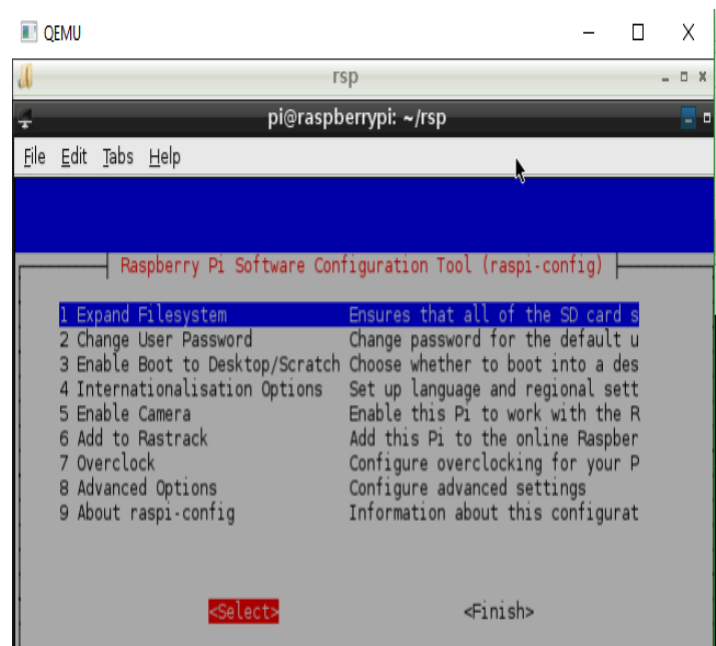 QEMU
rsp
pi@raspberrypi: ~/rsp
File Edit Tabs Help
Raspberry Pi Software Configuration Tool (raspi-config)
1 Expand Filesystem Ensures that all of the SD card s
2 Change User Password Change password for the default u
3 Enable Boot to Desktop/Scratch Choose whether to boot into a des
4 Internationalisation Options Set up language and regional sett
5 Enable Camera Enable this Pi to work with the R
6 Add to Rastrack Add this Pi to the online Raspber
7 Overclock Configure overclocking for your P
8 Advanced Options Configure advanced settings
9 About raspi-config Information about this configurat
<Select> <Finish>